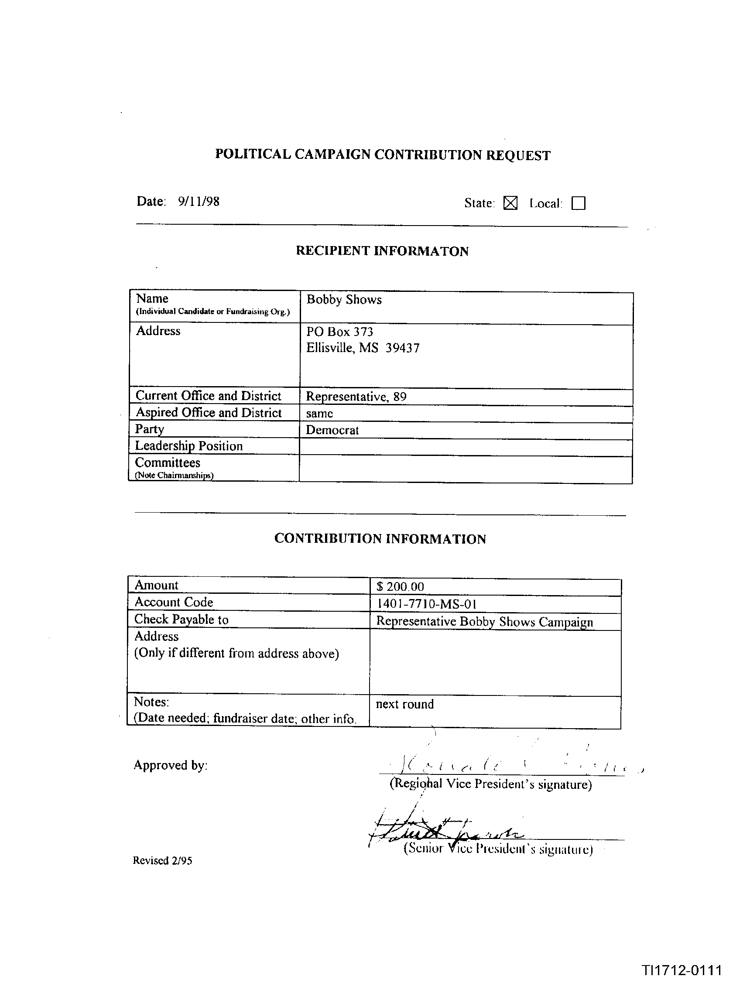 POLITICAL CAMPAIGN CONTRIBUTION REQUEST
Date: 9/11/98 State: ☒ Local: ☐
RECIPIENT INFORMATON
Name Bobby Shows
(Individual Candidate or Fundraising Org.)
Address PO Box 373
Ellisville, MS 39437
Current Office and District Representative, 89
Aspired Office and District same
Party Democrat
Leadership Position
Committees
(Note Chairmanships)
CONTRIBUTION INFORMATION
Amount $ 200.00
Account Code 1401-7710-MS-01
Check Payable to Representative Bobby Shows Campaign
Address
(Only if different from address above)
Notes: next round
(Date needed; fundraiser date; other info.
Approved by:
(Regional Vice President's signature)
(Senior Vice President's signature)
Revised 2/95
TI1712-0111